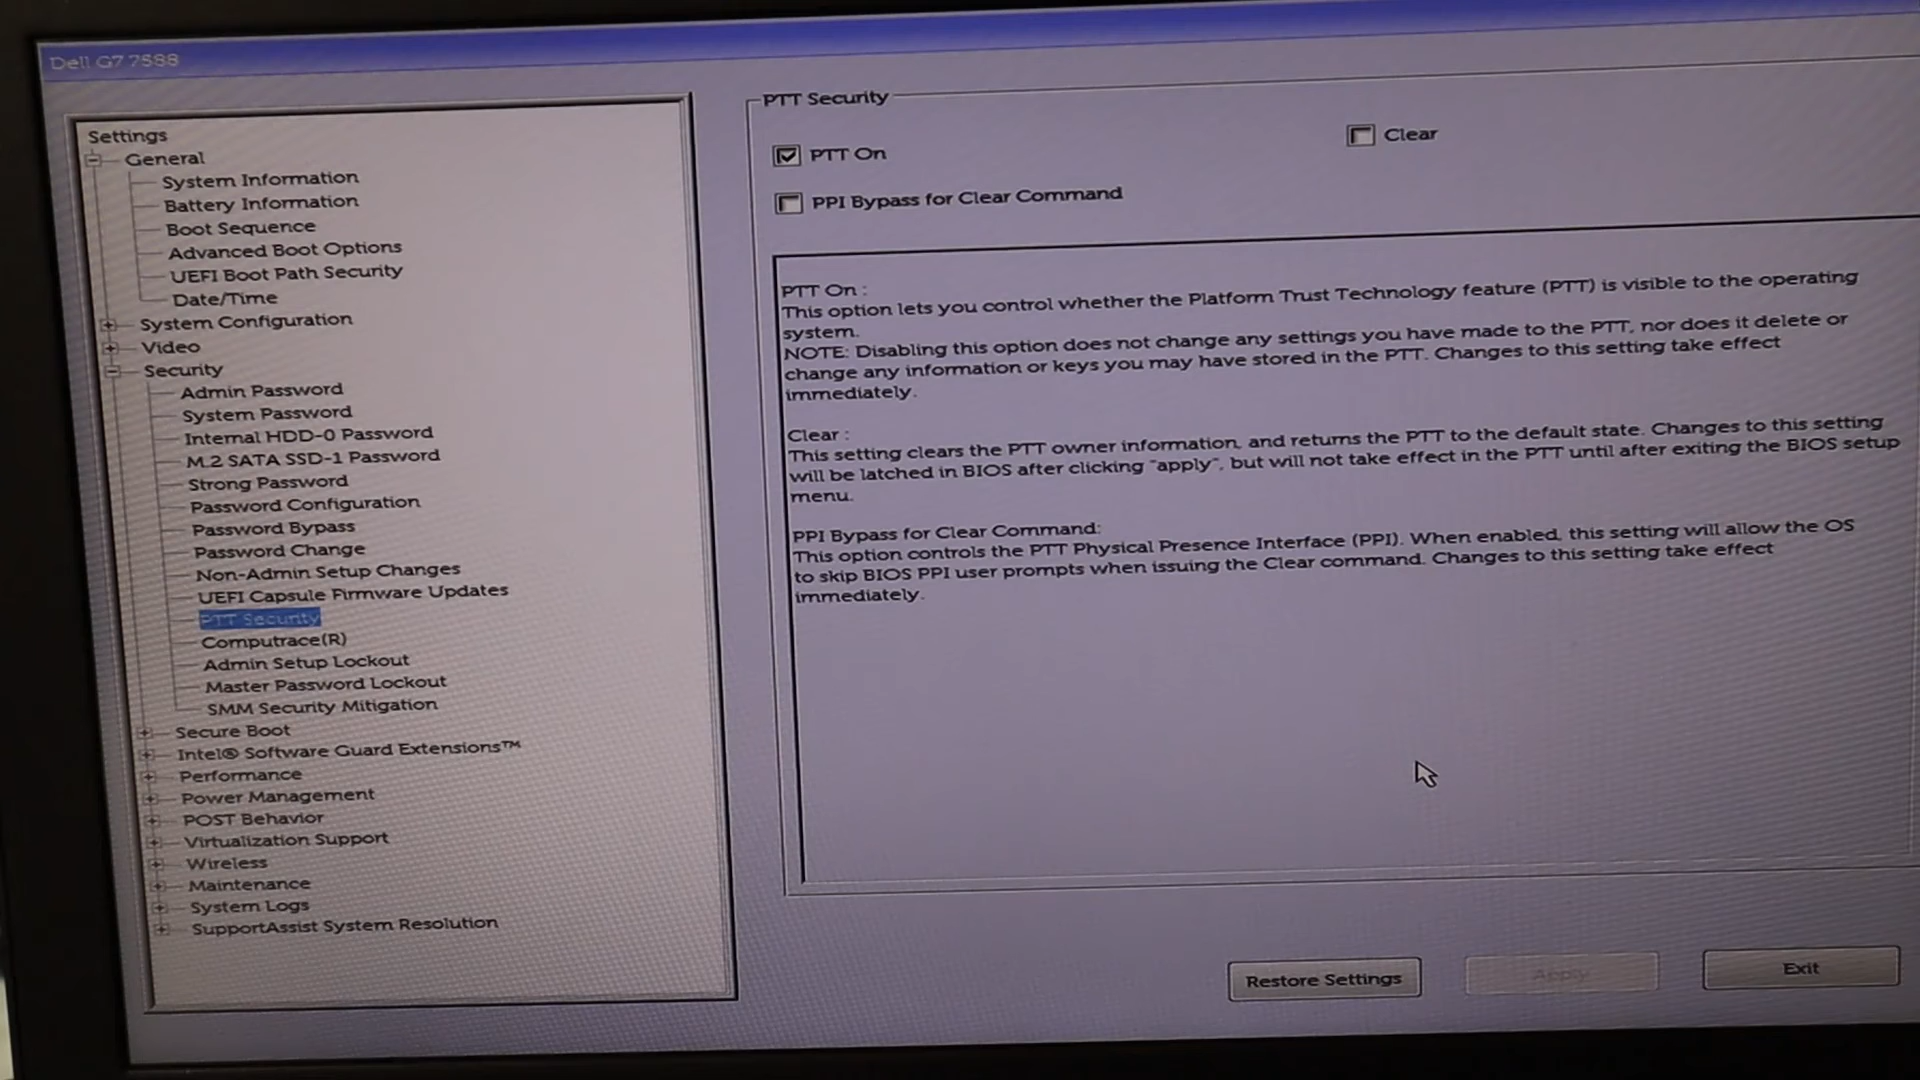 Dell G7 7588
Settings
General
System Information
Battery Information
Boot Sequence
Advanced Boot Options
UEFI Boot Path Security
Date/Time
System Configuration
Video
Security
Admin Password
System Password
Internal HDD-0 Password
M.2 SATA SSD-1 Password
Strong Password
Password Configuration
Password Bypass
Password Change
Non-Admin Setup Changes
UEFI Capsule Firmware Updates
PTT Security
Computrace(R)
Admin Setup Lockout
Master Password Lockout
SMM Security Mitigation
Secure Boot
Intel® Software Guard Extensions™
Performance
Power Management
POST Behavior
Virtualization Support
Wireless
Maintenance
System Logs
SupportAssist System Resolution
PTT Security
PTT On
Clear
PPI Bypass for Clear Command
PTT On :
This option lets you control whether the Platform Trust Technology feature (PTT) is visible to the operating
system.
NOTE: Disabling this option does not change any settings you have made to the PTT, nor does it delete or
change any information or keys you may have stored in the PTT. Changes to this setting take effect
immediately.
Clear :
This setting clears the PTT owner information, and returns the PTT to the default state. Changes to this setting
will be latched in BIOS after clicking "apply", but will not take effect in the PTT until after exiting the BIOS setup
menu.
PPI Bypass for Clear Command:
This option controls the PTT Physical Presence Interface (PPI). When enabled, this setting will allow the OS
to skip BIOS PPI user prompts when issuing the Clear command. Changes to this setting take effect
immediately.
Restore Settings
Apply
Exit